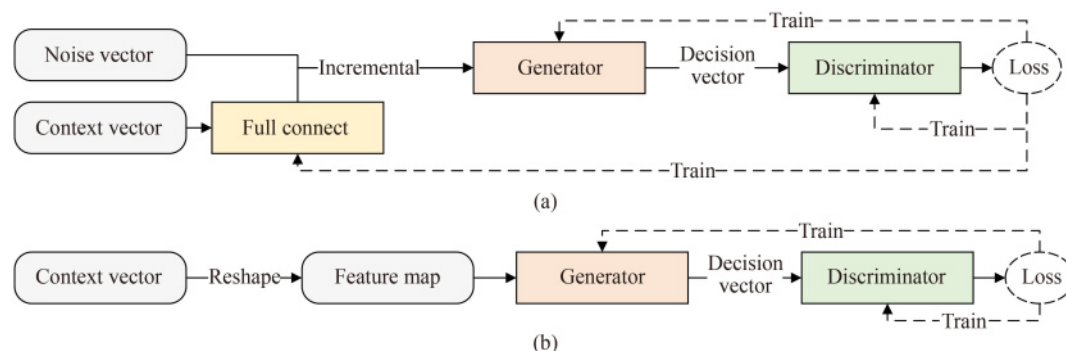 Train
Noise vector
Incremental
Generator
Decision
vector
Discriminator
Loss
Context vector
Full connect
Train
Train
(a)
Train
Context vector
Reshape
Feature map
Generator
Decision
vector
Discriminator
Loss
Train
(b)